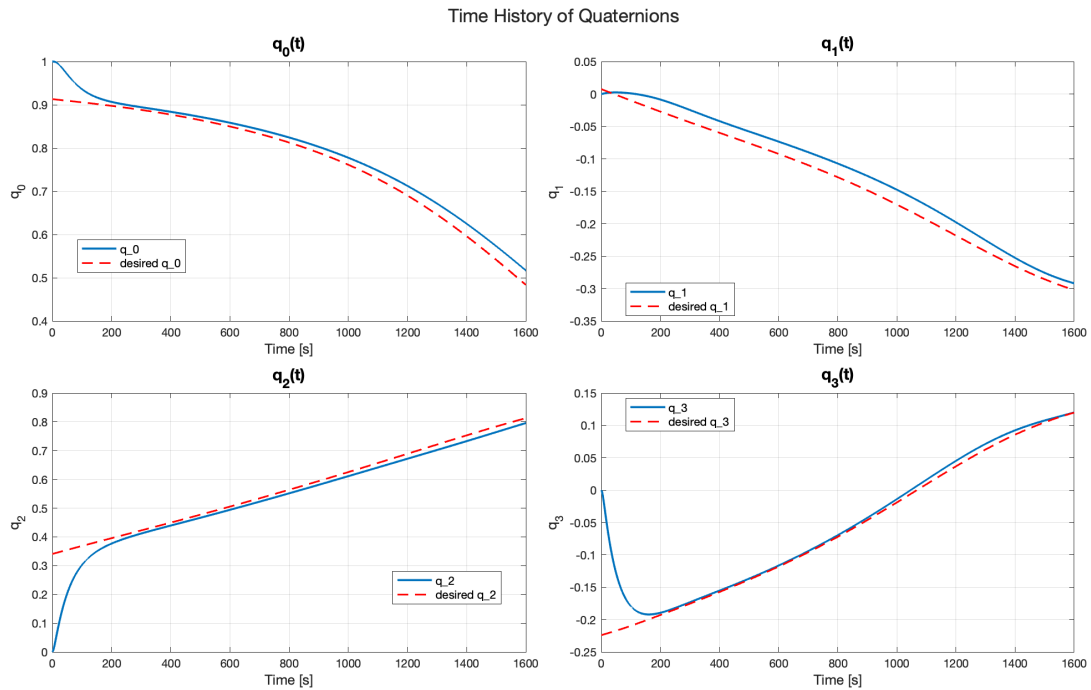 Time History of Quaternions
q0(t)
1
0.9
0.8
0.7
0.6
0.5
0.4
q0
q_0
desired q_0
0 200 400 600 800 1000 1200 1400 1600
Time [s]
q1(t)
0.05
0
-0.05
-0.1
-0.15
-0.2
-0.25
-0.3
-0.35
q1
q_1
desired q_1
0 200 400 600 800 1000 1200 1400 1600
Time [s]
q2(t)
0.9
0.8
0.7
0.6
0.5
0.4
0.3
0.2
0.1
0
q2
q_2
desired q_2
0 200 400 600 800 1000 1200 1400 1600
Time [s]
q3(t)
0.15
0.1
0.05
0
-0.05
-0.1
-0.15
-0.2
-0.25
q3
q_3
desired q_3
0 200 400 600 800 1000 1200 1400 1600
Time [s]